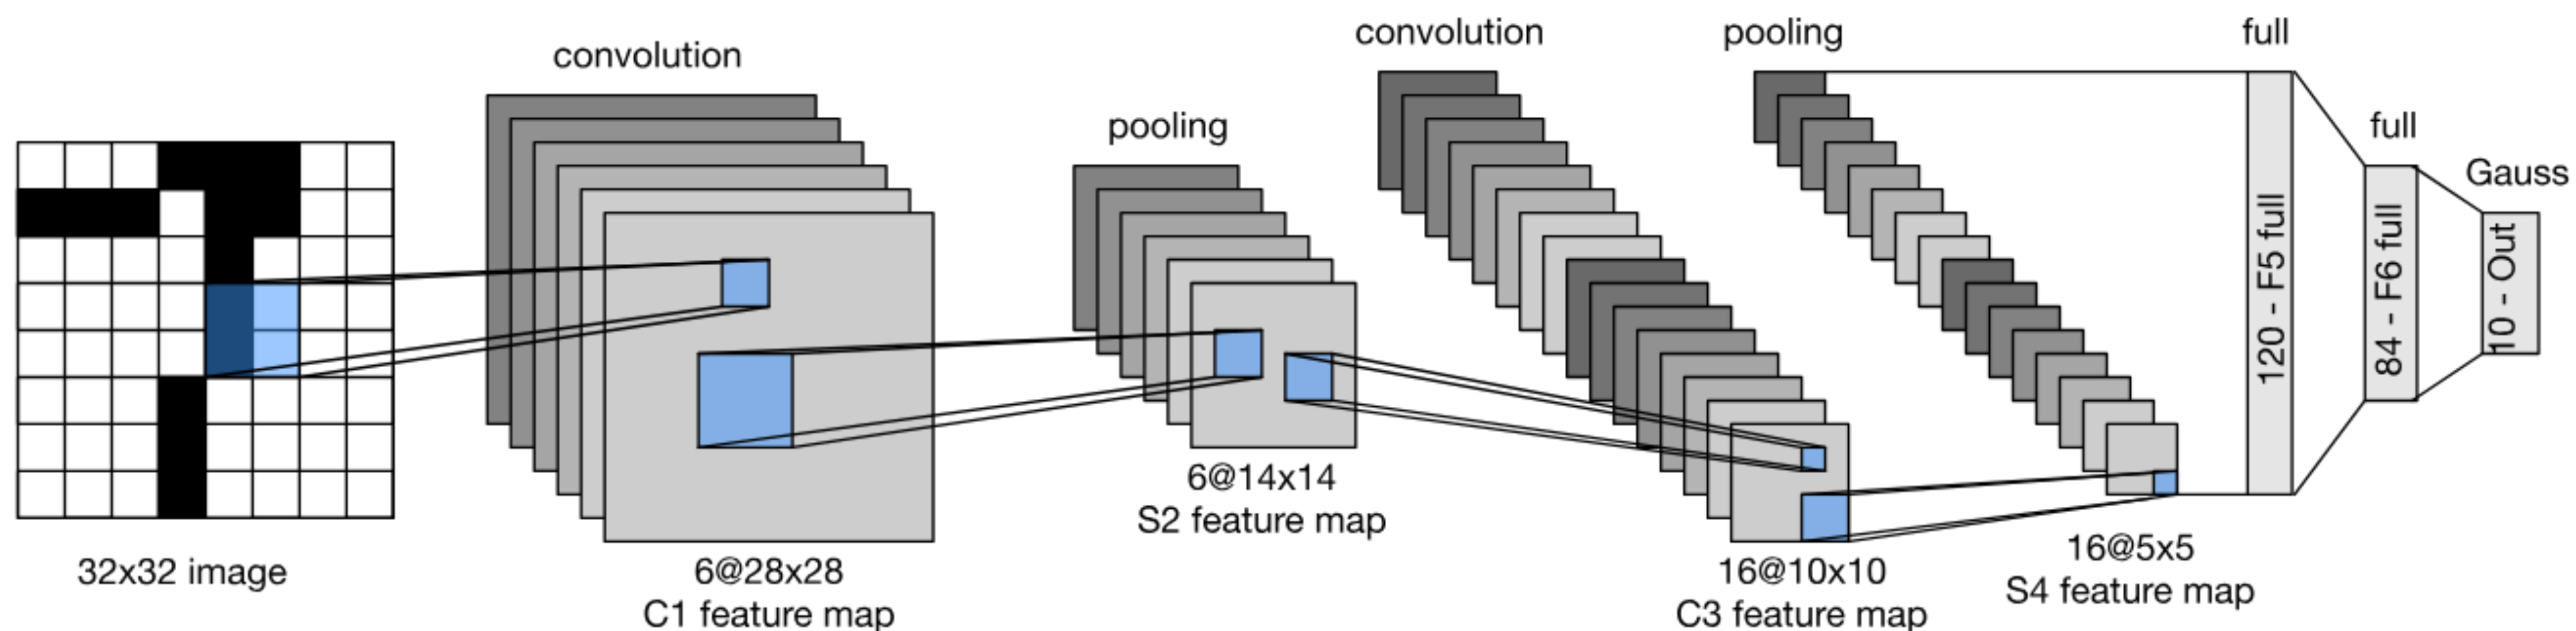 convolution
convolution
pooling
full
pooling
full
Gauss
120 - F5 full
84 - F6 full
10 - Out
32x32 image
6@28x28
C1 feature map
6@14x14
S2 feature map
16@10x10
C3 feature map
16@5x5
S4 feature map